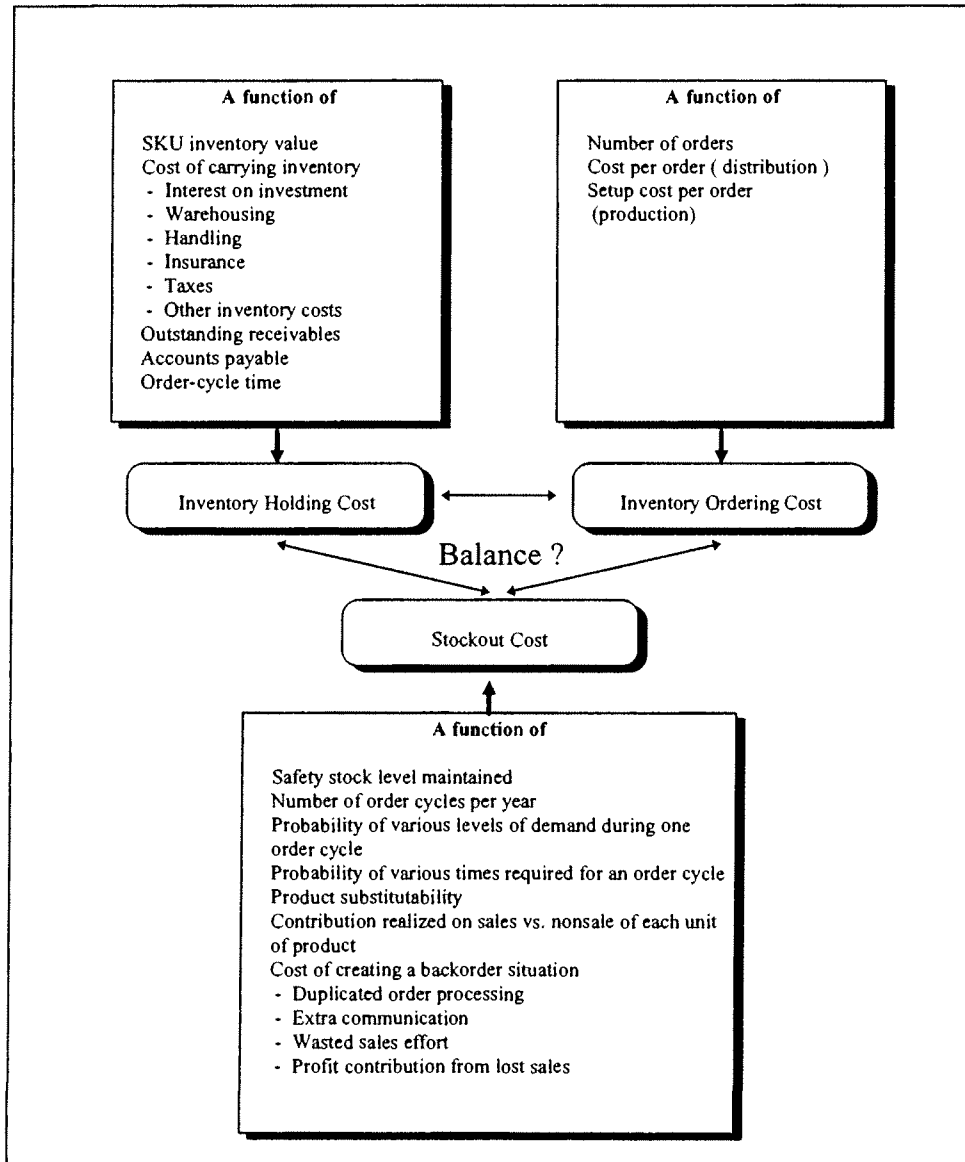 A function of
SKU inventory value
Cost of carrying inventory
- Interest on investment
- Warehousing
- Handling
- Insurance
- Taxes
- Other inventory costs
Outstanding receivables
Accounts payable
Order-cycle time
A function of
Number of orders
Cost per order ( distribution )
Setup cost per order
(production)
Inventory Holding Cost
Inventory Ordering Cost
Balance ?
Stockout Cost
A function of
Safety stock level maintained
Number of order cycles per year
Probability of various levels of demand during one
order cycle
Probability of various times required for an order cycle
Product substitutability
Contribution realized on sales vs. nonsale of each unit
of product
Cost of creating a backorder situation
- Duplicated order processing
- Extra communication
- Wasted sales effort
- Profit contribution from lost sales